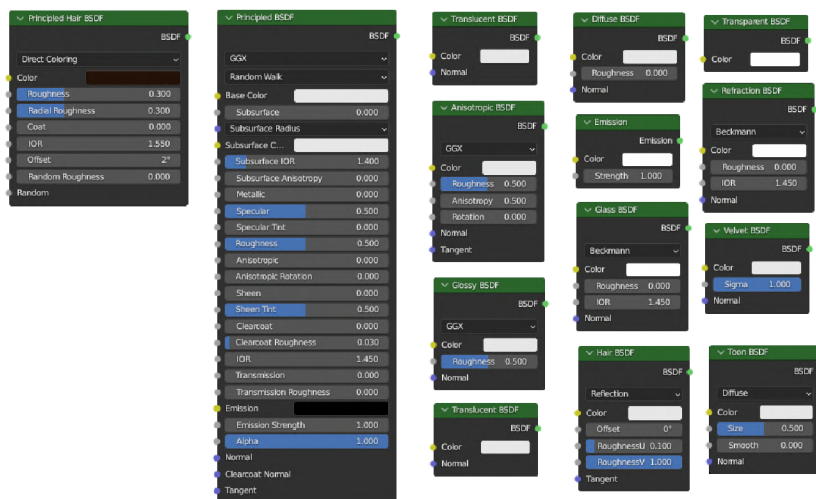 Principled Hair BSDF
BSDF
Direct Coloring
Color
Roughness 0.300
Radial Roughness 0.300
Coat 0.000
IOR 1.550
Offset 2°
Random Roughness 0.000
Random
Principled BSDF
BSDF
GGX
Random Walk
Base Color
Subsurface 0.000
Subsurface Radius
Subsurface C...
Subsurface IOR 1.400
Subsurface Anisotropy 0.000
Metallic 0.000
Specular 0.500
Specular Tint 0.000
Roughness 0.500
Anisotropic 0.000
Anisotropic Rotation 0.000
Sheen 0.000
Sheen Tint 0.500
Clearcoat 0.000
Clearcoat Roughness 0.030
IOR 1.450
Transmission 0.000
Transmission Roughness 0.000
Emission
Emission Strength 1.000
Alpha 1.000
Normal
Clearcoat Normal
Tangent
Translucent BSDF
BSDF
Color
Normal
Anisotropic BSDF
BSDF
GGX
Color
Roughness 0.500
Anisotropy 0.500
Rotation 0.000
Normal
Tangent
Glossy BSDF
BSDF
GGX
Color
Roughness 0.500
Normal
Translucent BSDF
BSDF
Color
Normal
Diffuse BSDF
BSDF
Color
Roughness 0.000
Normal
Emission
Emission
Color
Strength 1.000
Glass BSDF
BSDF
Beckmann
Color
Roughness 0.000
IOR 1.450
Normal
Hair BSDF
BSDF
Reflection
Color
Offset 0°
RoughnessU 0.100
RoughnessV 1.000
Tangent
Transparent BSDF
BSDF
Color
Refraction BSDF
BSDF
Beckmann
Color
Roughness 0.000
IOR 1.450
Normal
Velvet BSDF
BSDF
Color
Sigma 1.000
Normal
Toon BSDF
BSDF
Diffuse
Color
Size 0.500
Smooth 0.000
Normal